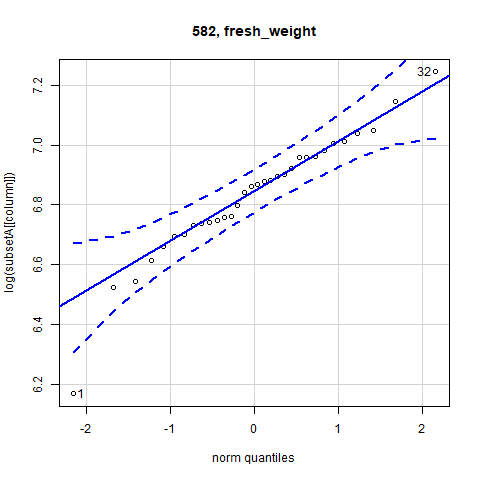 582, fresh_weight
log(subsetA[[column]])
7.2
7.0
6.8
6.6
6.4
6.2
32
1
-2 -1 0 1 2
norm quantiles